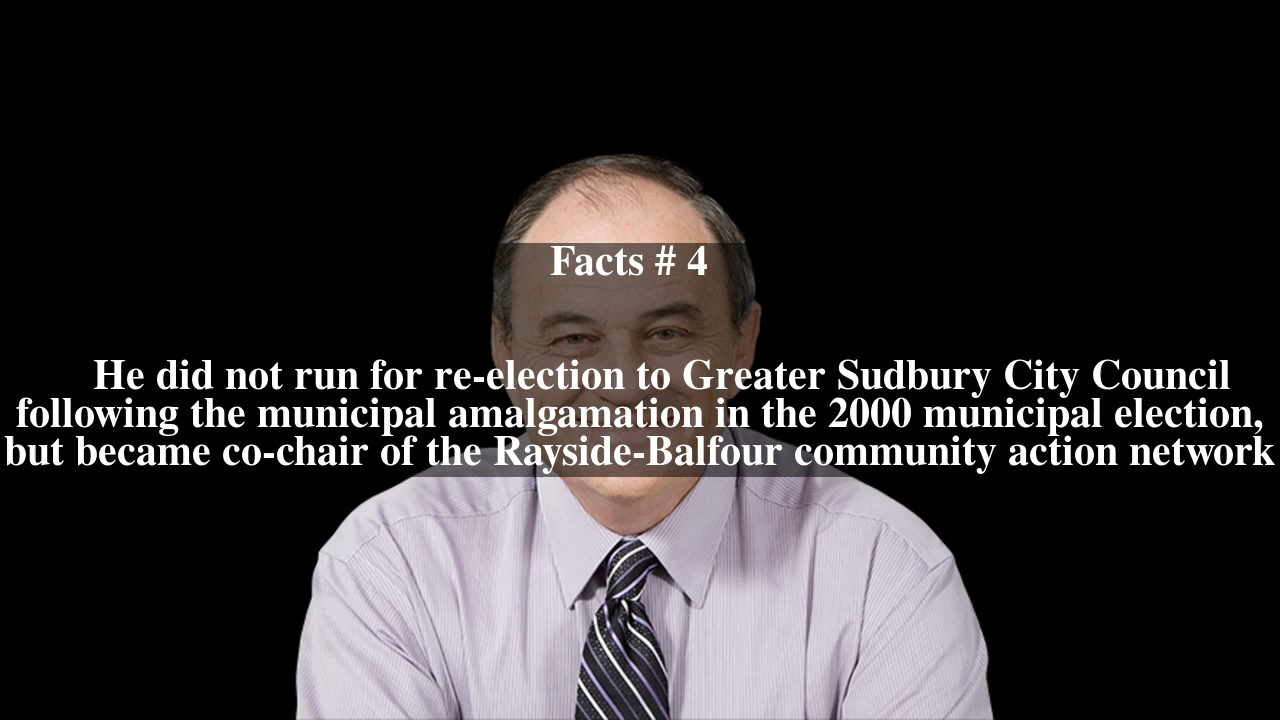 Facts # 4
He did not run for re-election to Greater Sudbury City Council
following the municipal amalgamation in the 2000 municipal election,
but became co-chair of the Rayside-Balfour community action network